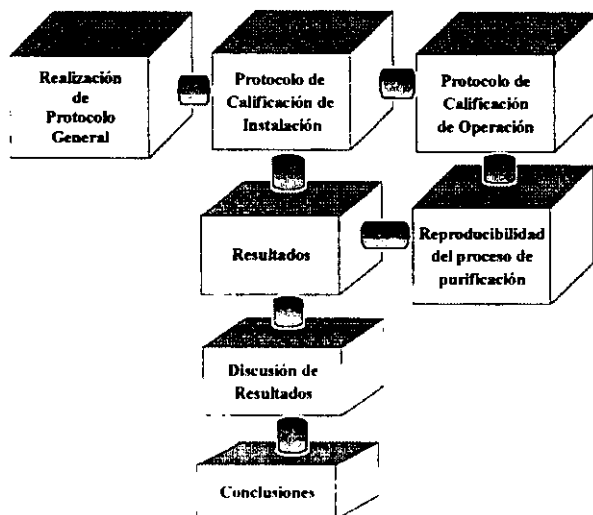 Realización
de
Protocolo
General
Protocolo de
Calificación de
Instalación
Protocolo de
Calificación
de Operación
Resultados
Reproducibilidad
del proceso de
purificación
Discusión de
Resultados
Conclusiones